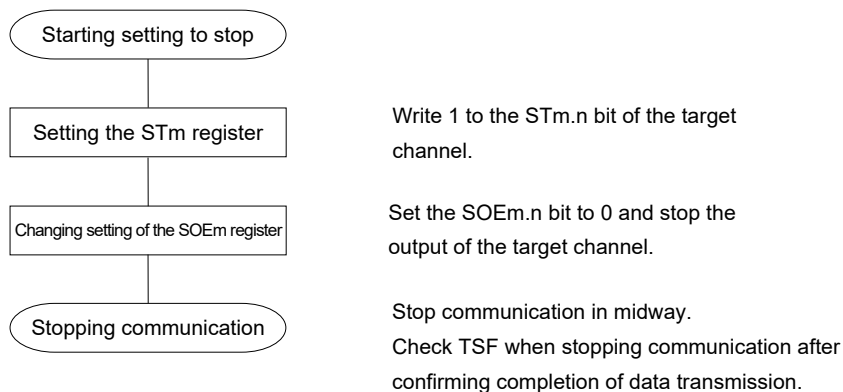 Starting setting to stop
Setting the STm register
Write 1 to the STm.n bit of the target
channel.
Changing setting of the SOEm register
Set the SOEm.n bit to 0 and stop the
output of the target channel.
Stopping communication
Stop communication in midway.
Check TSF when stopping communication after
confirming completion of data transmission.